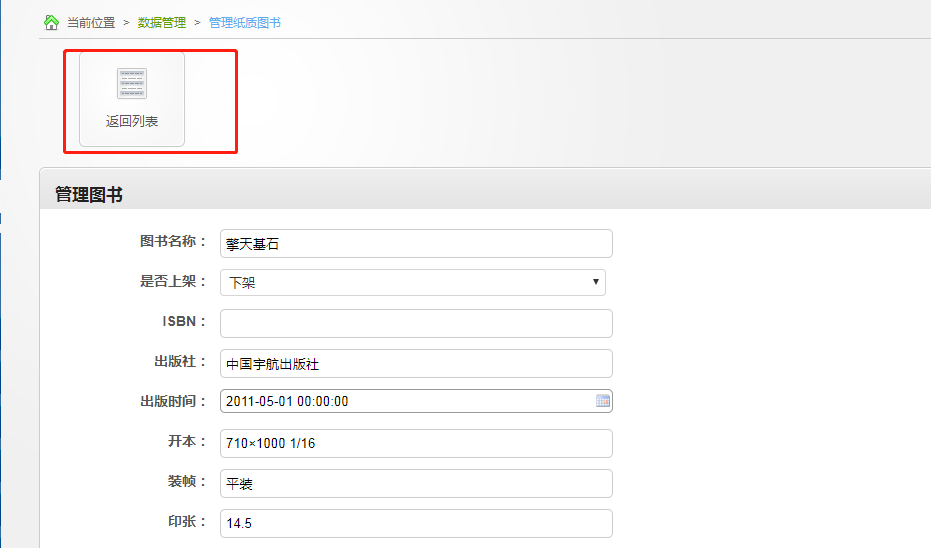 当前位置 > 数据管理 > 管理纸质图书
返回列表
管理图书
图书名称： 擎天基石
是否上架： 下架
ISBN：
出版社： 中国宇航出版社
出版时间： 2011-05-01 00:00:00
开本： 710×1000 1/16
装帧： 平装
印张： 14.5